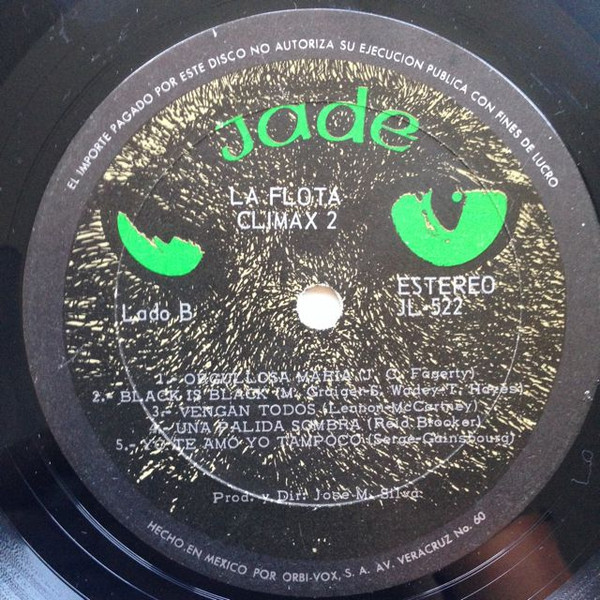 EL IMPORTE PAGADO POR ESTE DISCO NO AUTORIZA SU EJECUCION PUBLICA CON FINES DE LUCRO
Jade
LA FLOTA
CLIMAX 2
Lado B
ESTEREO
JL-522
1.- ORGULLOSA MARIA (J. C. Fagerty)
2.- BLACK IS BLACK (M. Graiger-S. Wadey-T. Hazes)
3.- VENGAN TODOS (Lennon-McCartney)
4.- UNA PALIDA SOMBRA (Reid Brooker)
5.- YO TE AMO YO TAMPOCO (Serge-Gainsbourg)
Prod. y Dir. Jose M. Silva
HECHO EN MEXICO POR ORBI-VOX, S. A. AV. VERACRUZ No. 60